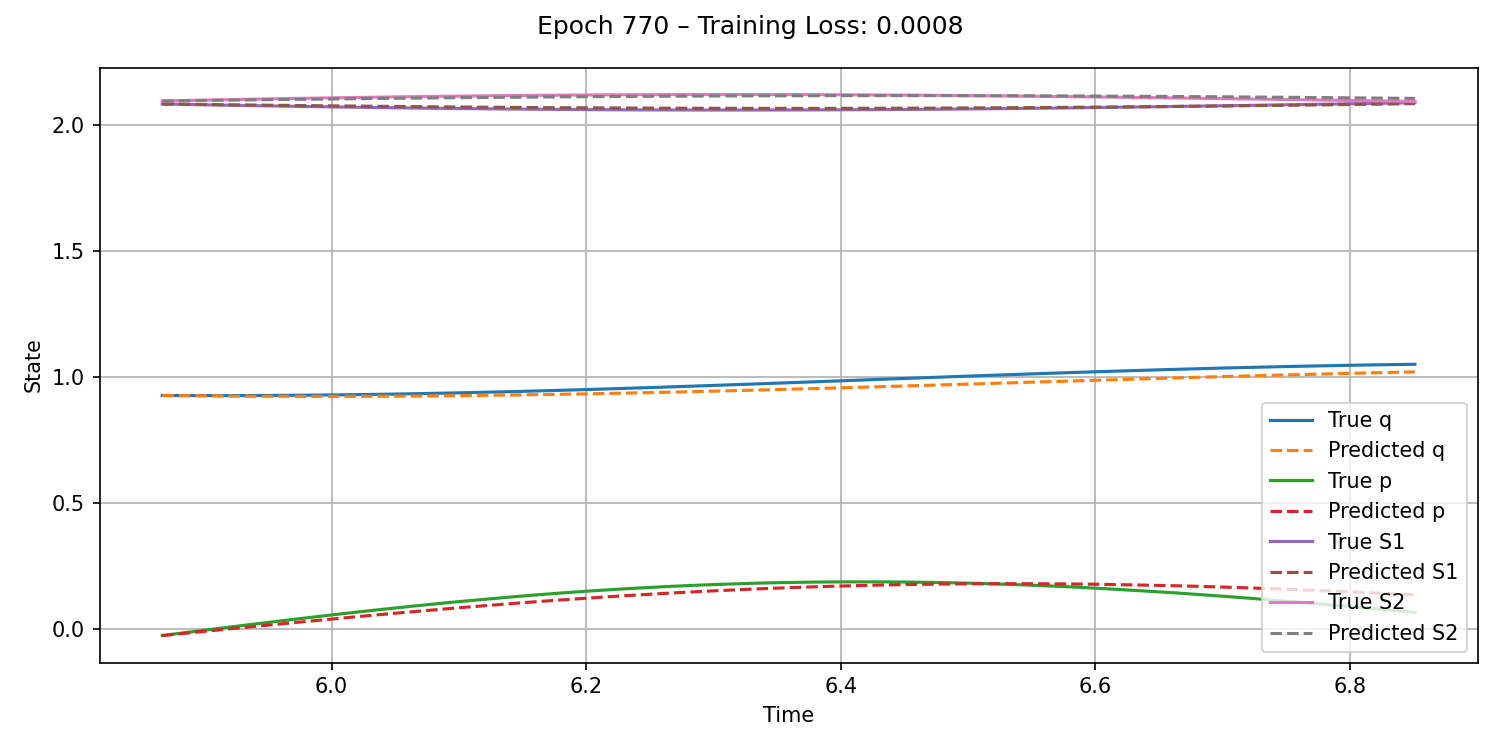 Epoch 770 – Training Loss: 0.0008
State
2.0
1.5
1.0
0.5
0.0
True q
Predicted q
True p
Predicted p
True S1
Predicted S1
True S2
Predicted S2
6.0 6.2 6.4 6.6 6.8
Time